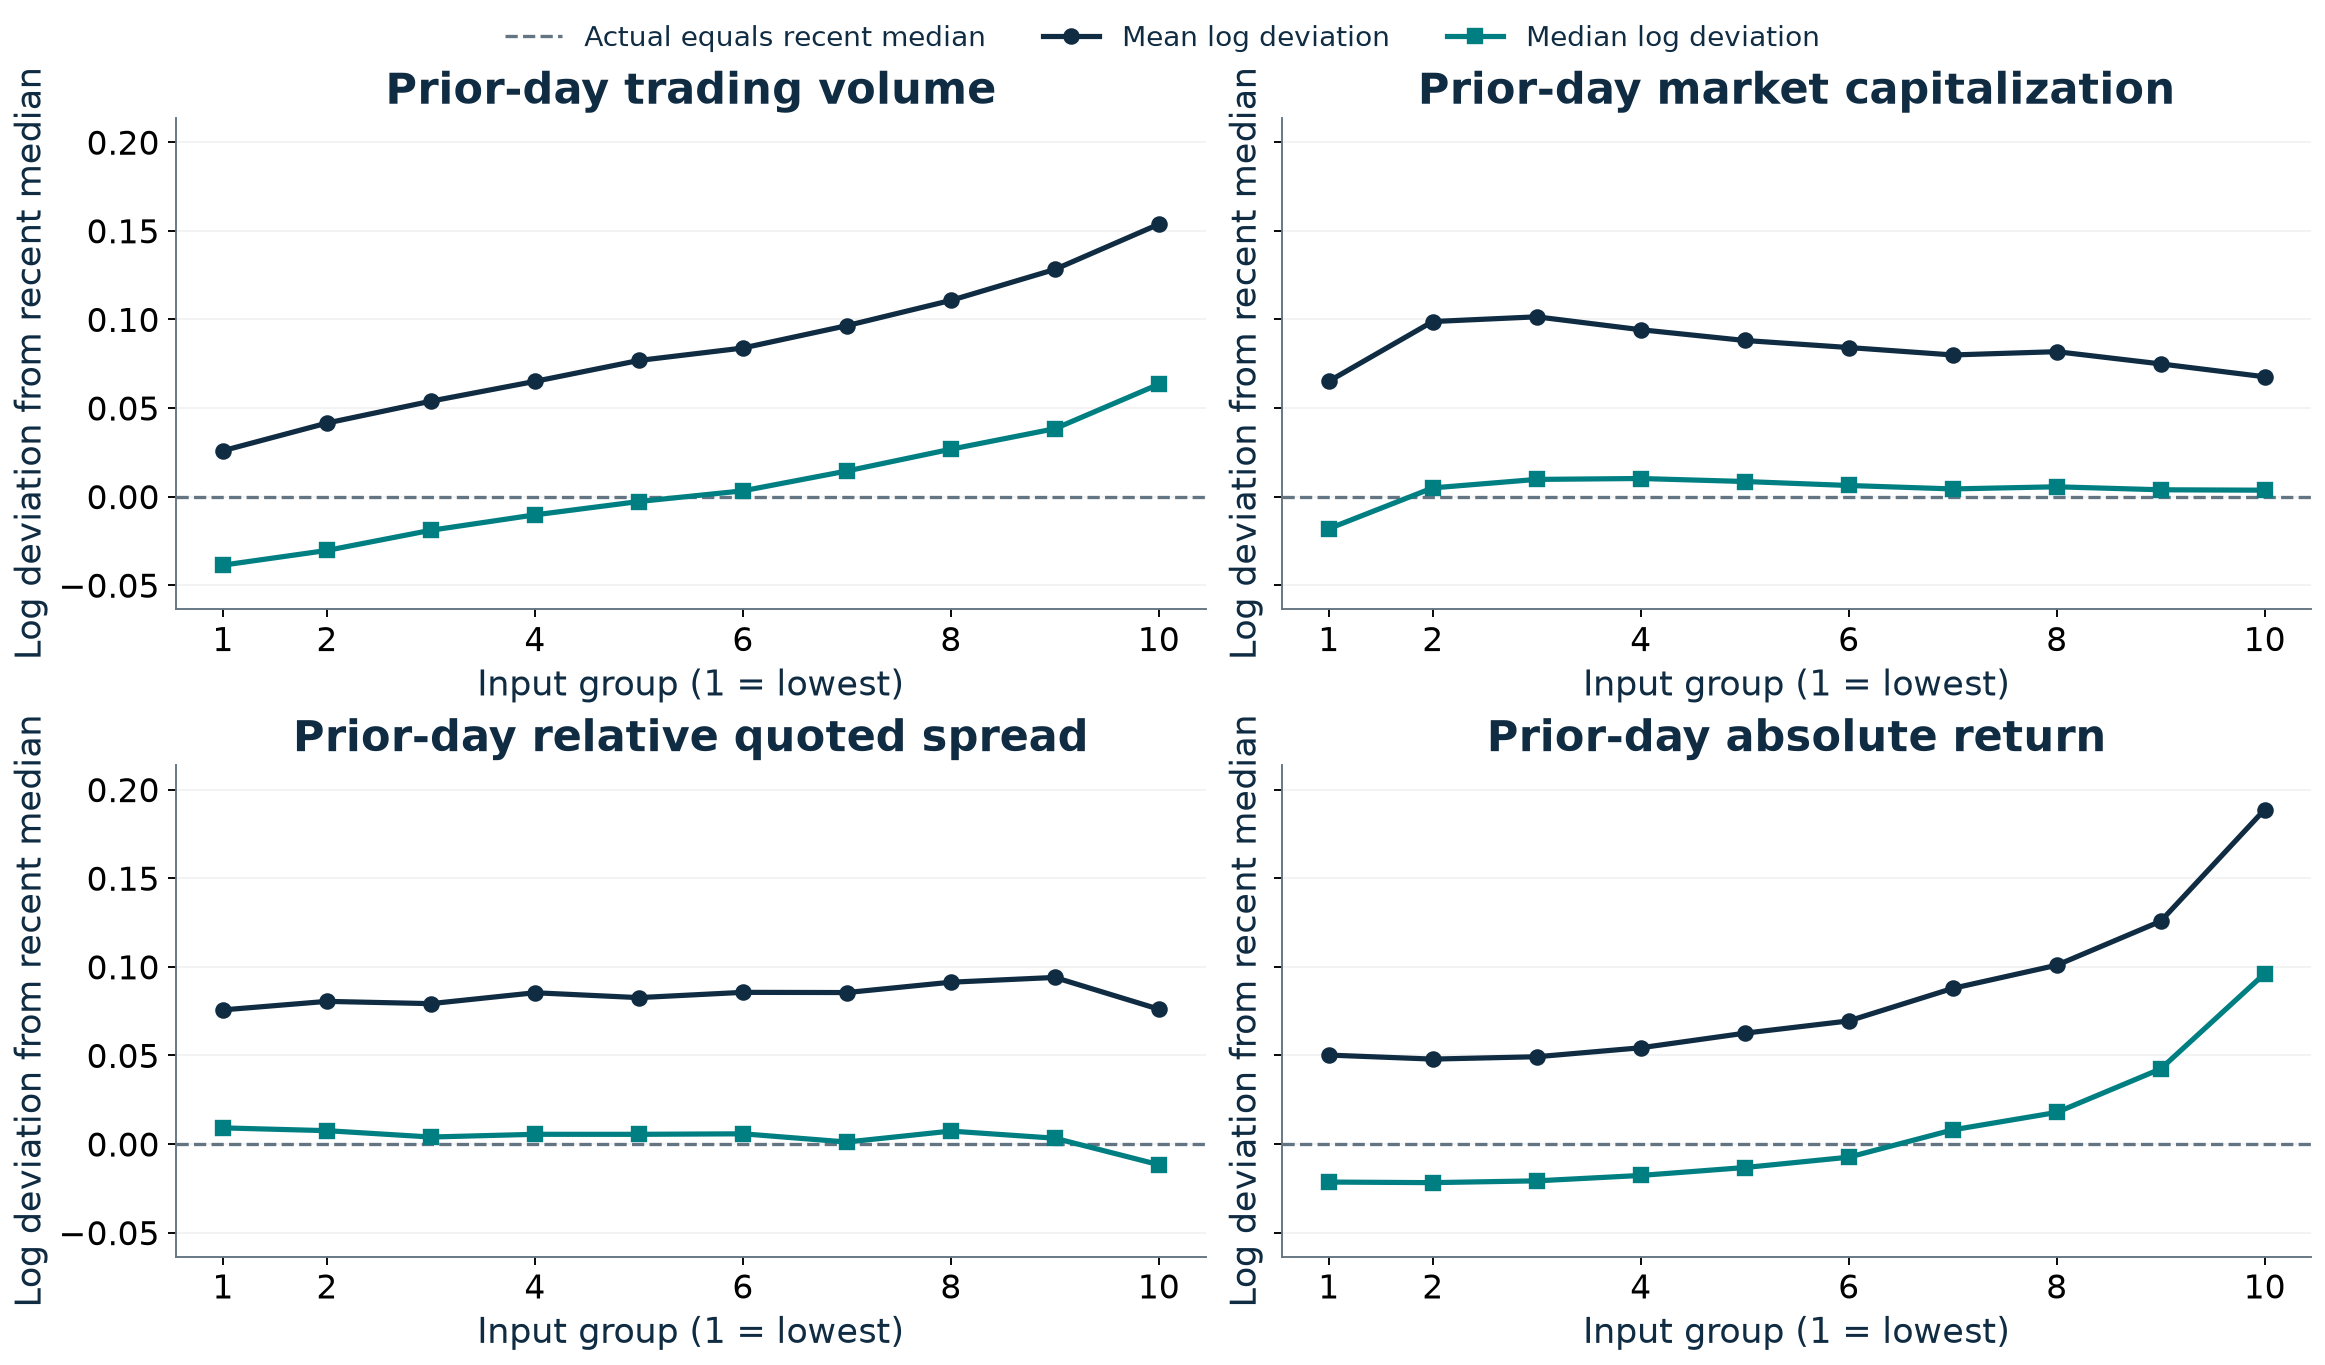 Actual equals recent median
Mean log deviation
Median log deviation
Prior-day trading volume
Log deviation from recent median
0.20
0.15
0.10
0.05
0.00
−0.05
1 2 4 6 8 10
Input group (1 = lowest)
Prior-day market capitalization
Log deviation from recent median
1 2 4 6 8 10
Input group (1 = lowest)
Prior-day relative quoted spread
Log deviation from recent median
0.20
0.15
0.10
0.05
0.00
−0.05
1 2 4 6 8 10
Input group (1 = lowest)
Prior-day absolute return
Log deviation from recent median
1 2 4 6 8 10
Input group (1 = lowest)